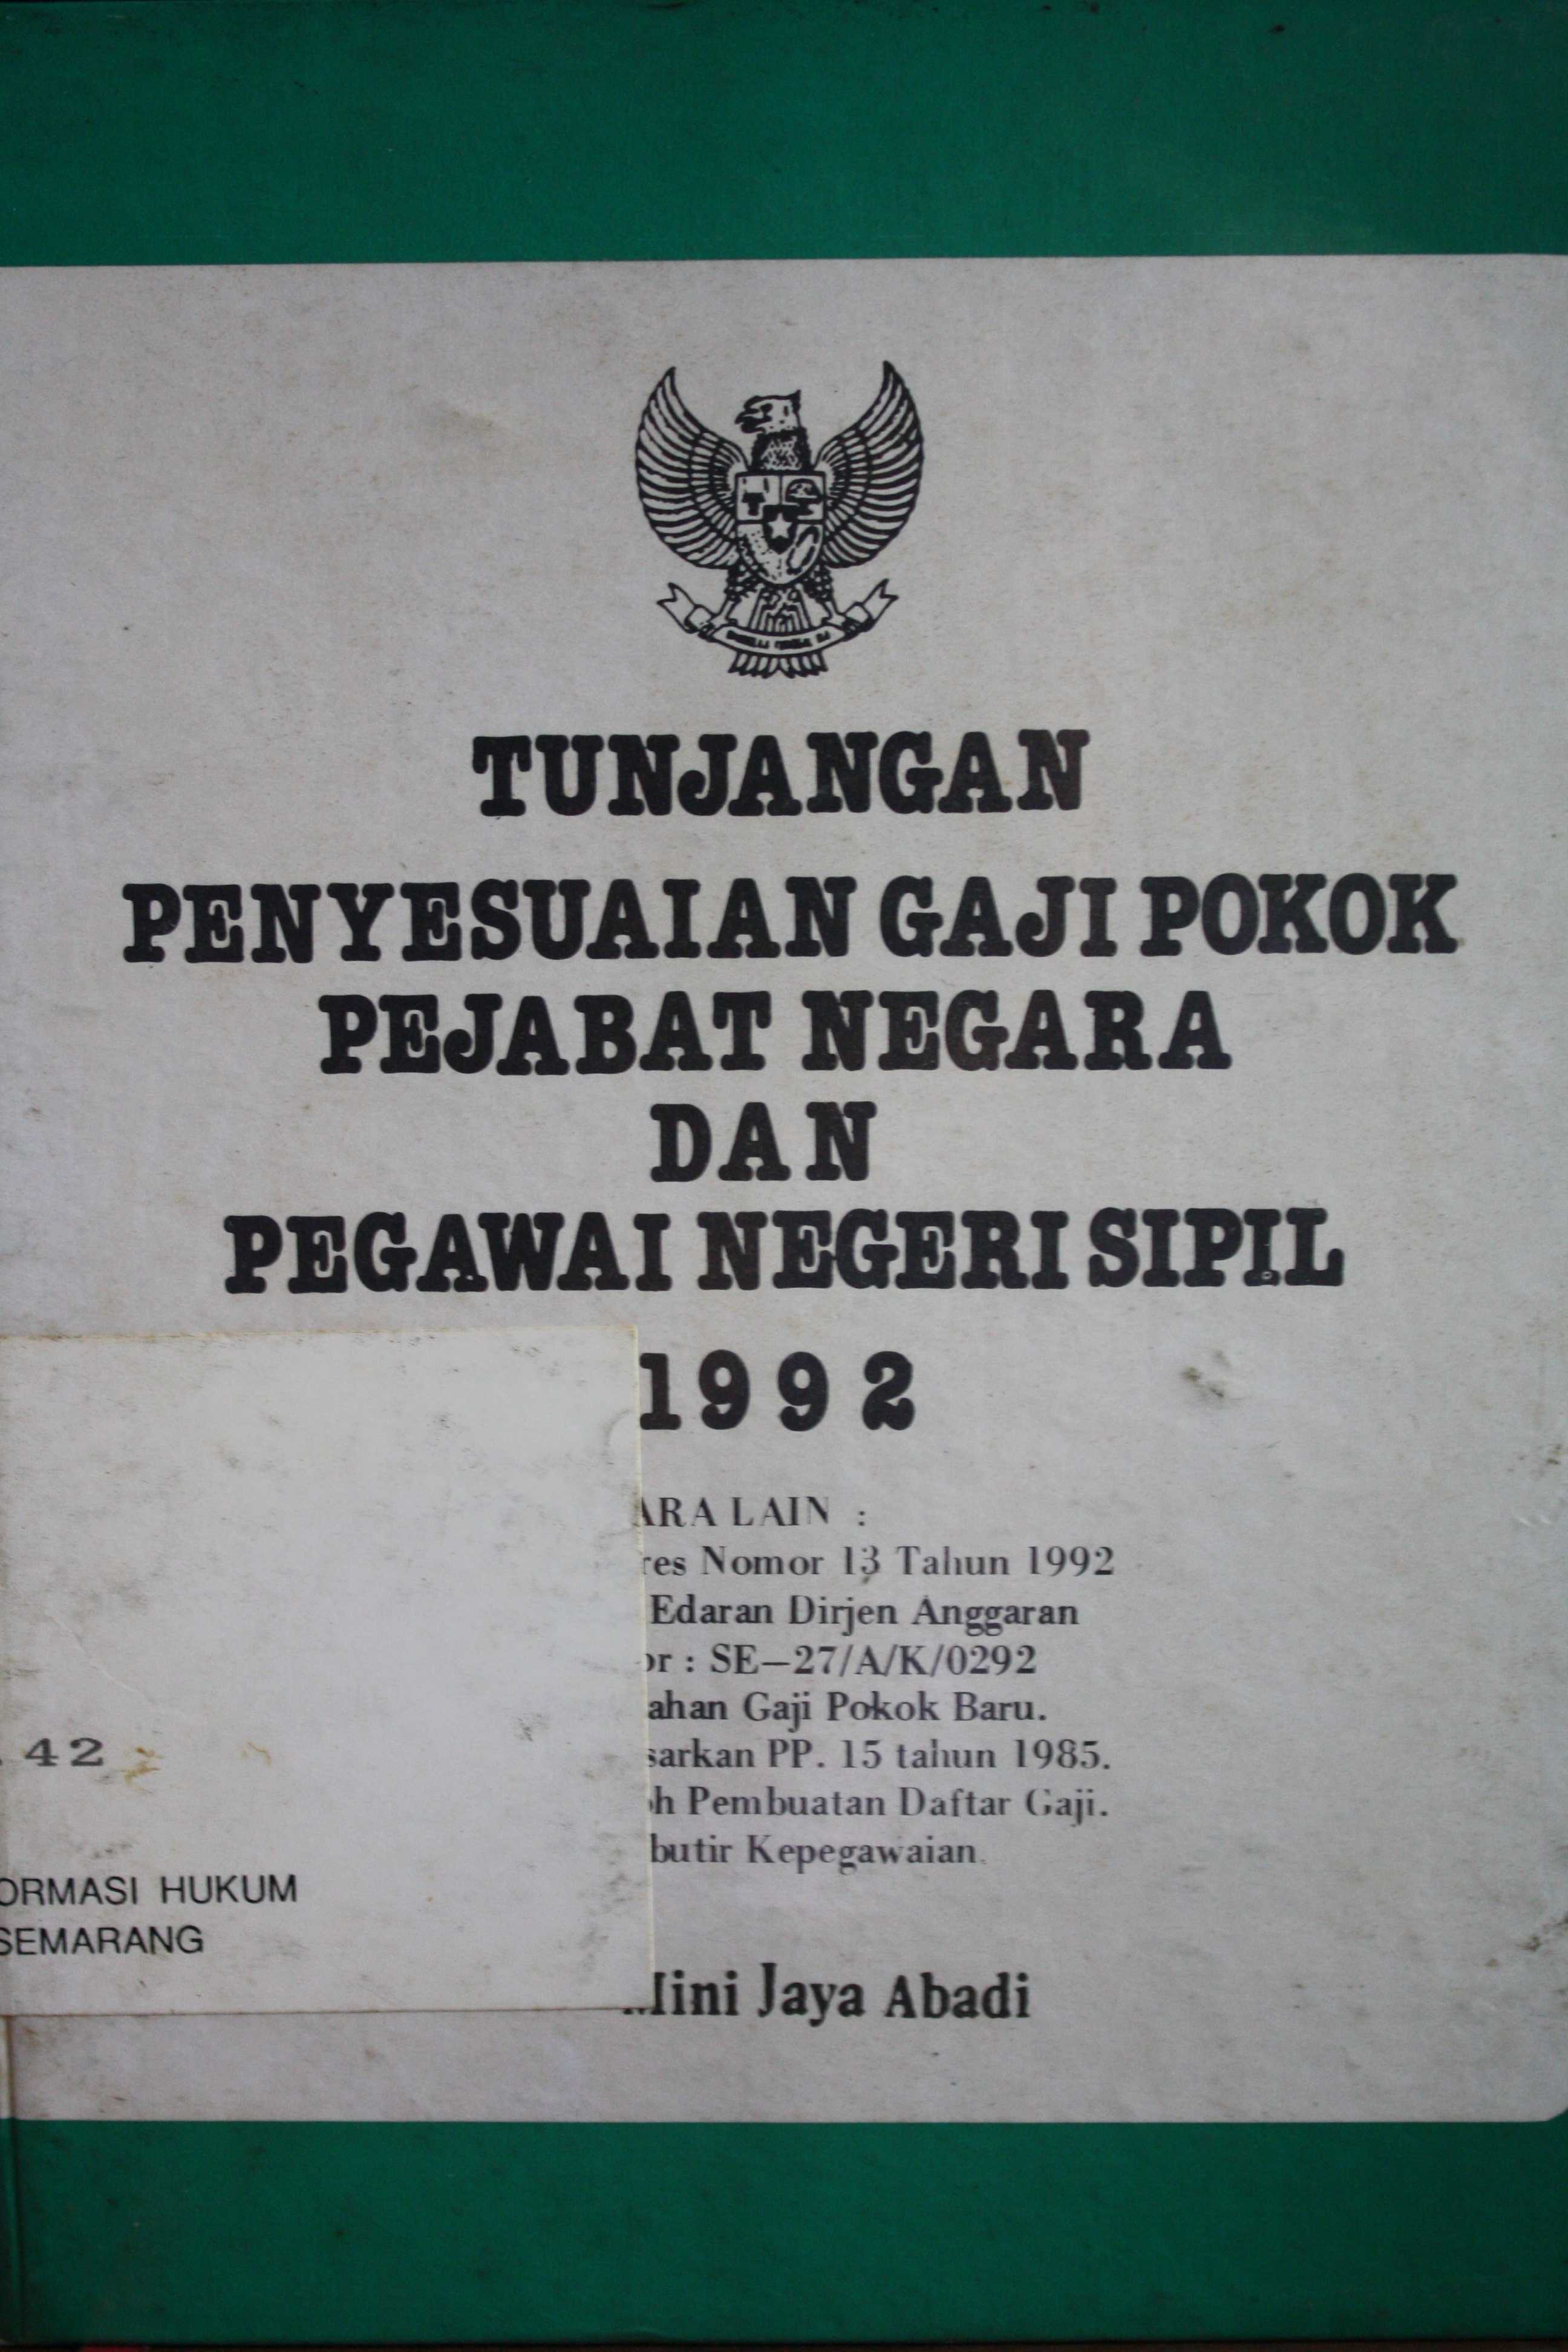 TUNJANGAN
PENYESUAIAN GAJI POKOK
PEJABAT NEGARA
DAN
PEGAWAI NEGERI SIPIL
1992
ARA LAIN :
res Nomor 13 Tahun 1992
Edaran Dirjen Anggaran
or : SE-27/A/K/0292
ahan Gaji Pokok Baru.
sarkan PP. 15 tahun 1985.
oh Pembuatan Daftar Gaji.
butir Kepegawaian.
Mini Jaya Abadi
. 42
ORMASI HUKUM
SEMARANG